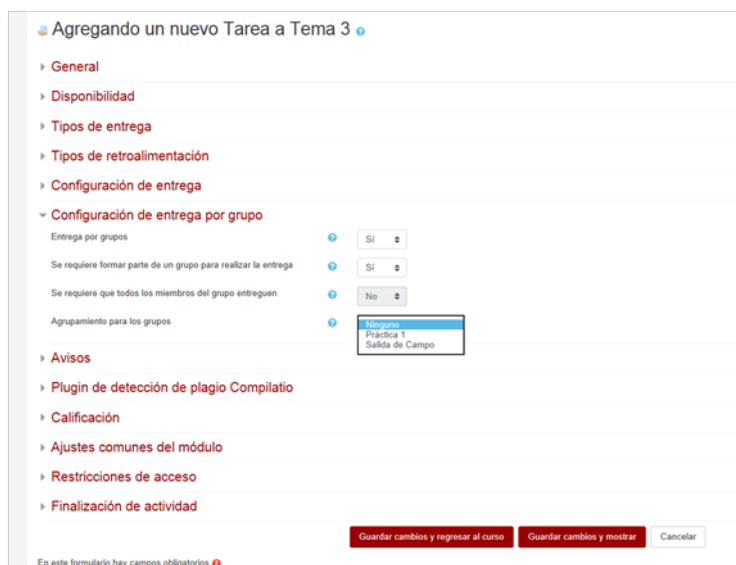 Agregando un nuevo Tarea a Tema 3
General
Disponibilidad
Tipos de entrega
Tipos de retroalimentación
Configuración de entrega
Configuración de entrega por grupo
Entrega por grupos Sí
Se requiere formar parte de un grupo para realizar la entrega Sí
Se requiere que todos los miembros del grupo entreguen No
Agrupamiento para los grupos Ninguno
Práctica 1
Salida de Campo
Avisos
Plugin de detección de plagio Compilatio
Calificación
Ajustes comunes del módulo
Restricciones de acceso
Finalización de actividad
Guardar cambios y regresar al curso Guardar cambios y mostrar Cancelar
En este formulario hay campos obligatorios